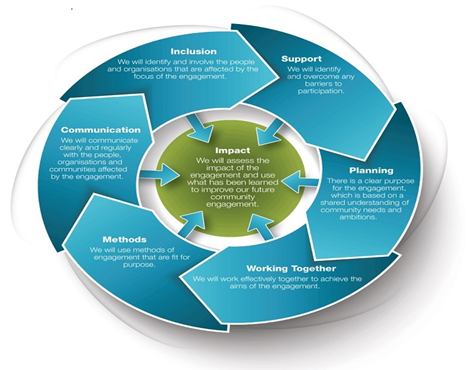 Inclusion
We will identify and involve the people
and organisations that are affected by the
focus of the engagement.
Support
We will identify
and overcome any
barriers to
participation.
Planning
There is a clear purpose
for the engagement,
which is based on a
shared understanding of
community needs and
ambitions.
Working Together
We will work effectively together to achieve the
aims of the engagement.
Methods
We will use methods of
engagement that are fit for
purpose.
Communication
We will communicate
clearly and regularly
with the people,
organisations and
communities affected
by the engagement.
Impact
We will assess the
impact of the
engagement and use
what has been learned
to improve our future
community
engagement.